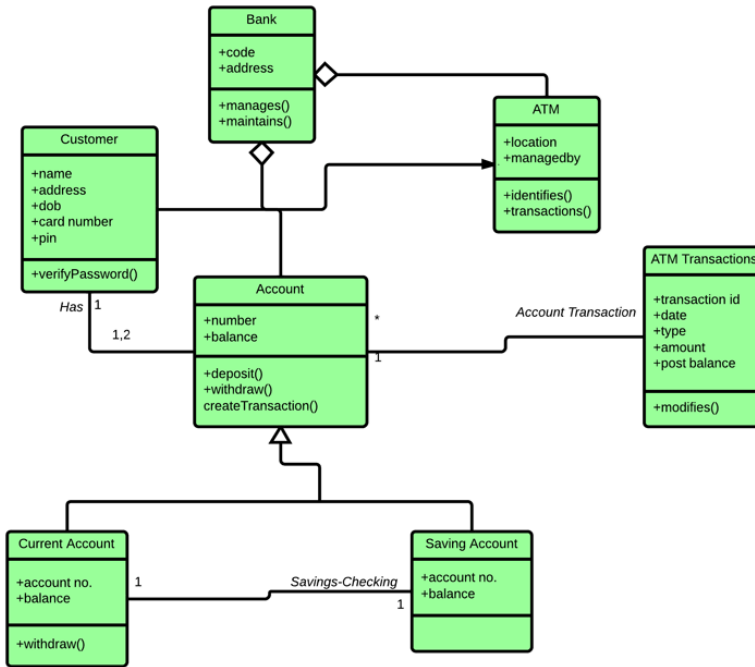 Bank
+code
+address
+manages()
+maintains()
ATM
+location
+managedby
+identifies()
+transactions()
Customer
+name
+address
+dob
+card number
+pin
+verifyPassword()
Has
1
1,2
Account
+number
+balance
+deposit()
+withdraw()
createTransaction()
*
1
Account Transaction
ATM Transactions
+transaction id
+date
+type
+amount
+post balance
+modifies()
Current Account
+account no.
+balance
+withdraw()
1
Savings-Checking
1
Saving Account
+account no.
+balance